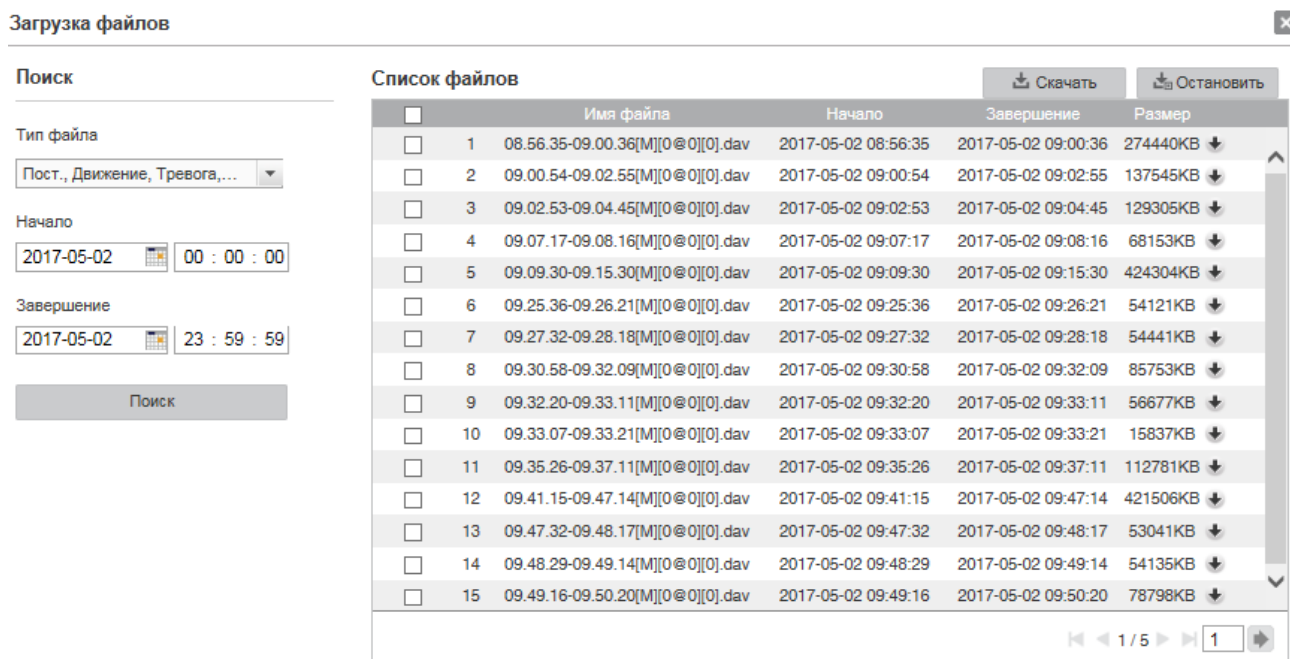 Загрузка файлов
Поиск
Тип файла
Пост., Движение, Тревога,...
Начало
2017-05-02 00 : 00 : 00
Завершение
2017-05-02 23 : 59 : 59
Поиск
Список файлов
Скачать Остановить
Имя файла Начало Завершение Размер
1 08.56.35-09.00.36[M][0@0][0].dav 2017-05-02 08:56:35 2017-05-02 09:00:36 274440KB
2 09.00.54-09.02.55[M][0@0][0].dav 2017-05-02 09:00:54 2017-05-02 09:02:55 137545KB
3 09.02.53-09.04.45[M][0@0][0].dav 2017-05-02 09:02:53 2017-05-02 09:04:45 129305KB
4 09.07.17-09.08.16[M][0@0][0].dav 2017-05-02 09:07:17 2017-05-02 09:08:16 68153KB
5 09.09.30-09.15.30[M][0@0][0].dav 2017-05-02 09:09:30 2017-05-02 09:15:30 424304KB
6 09.25.36-09.26.21[M][0@0][0].dav 2017-05-02 09:25:36 2017-05-02 09:26:21 54121KB
7 09.27.32-09.28.18[M][0@0][0].dav 2017-05-02 09:27:32 2017-05-02 09:28:18 54441KB
8 09.30.58-09.32.09[M][0@0][0].dav 2017-05-02 09:30:58 2017-05-02 09:32:09 85753KB
9 09.32.20-09.33.11[M][0@0][0].dav 2017-05-02 09:32:20 2017-05-02 09:33:11 56677KB
10 09.33.07-09.33.21[M][0@0][0].dav 2017-05-02 09:33:07 2017-05-02 09:33:21 15837KB
11 09.35.26-09.37.11[M][0@0][0].dav 2017-05-02 09:35:26 2017-05-02 09:37:11 112781KB
12 09.41.15-09.47.14[M][0@0][0].dav 2017-05-02 09:41:15 2017-05-02 09:47:14 421506KB
13 09.47.32-09.48.17[M][0@0][0].dav 2017-05-02 09:47:32 2017-05-02 09:48:17 53041KB
14 09.48.29-09.49.14[M][0@0][0].dav 2017-05-02 09:48:29 2017-05-02 09:49:14 54135KB
15 09.49.16-09.50.20[M][0@0][0].dav 2017-05-02 09:49:16 2017-05-02 09:50:20 78798KB
1 / 5 1